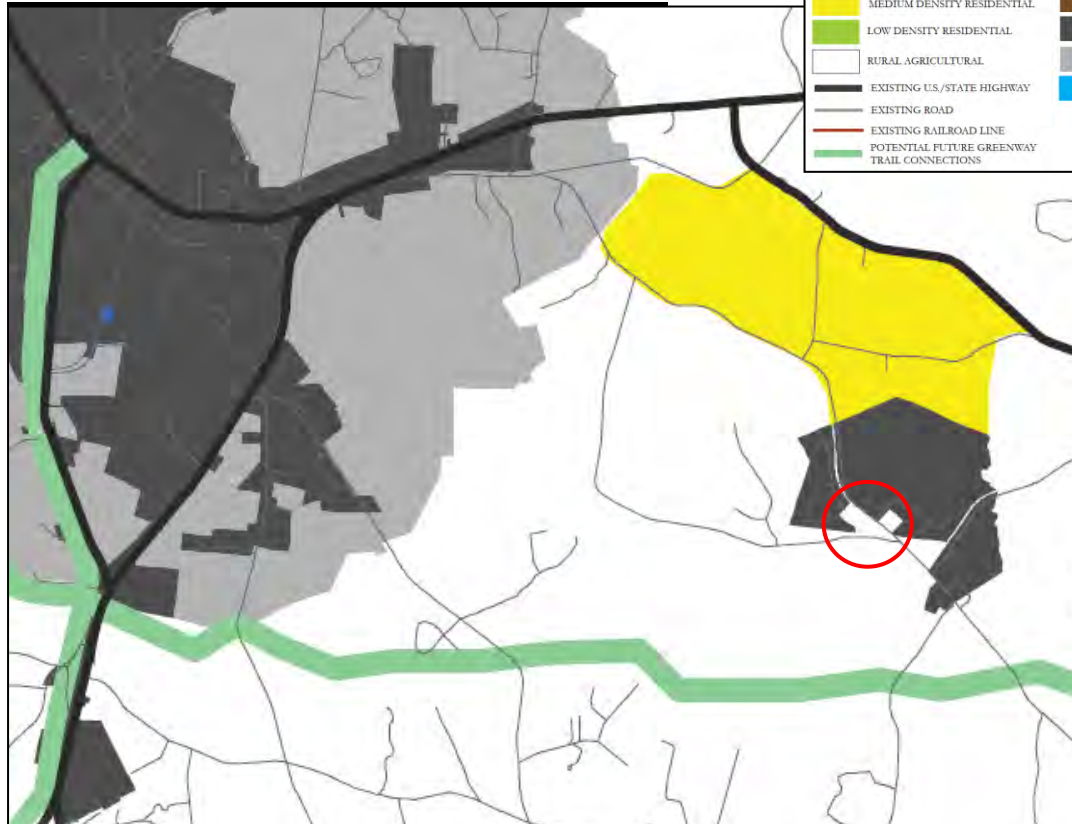 MEDIUM DENSITY RESIDENTIAL
LOW DENSITY RESIDENTIAL
RURAL AGRICULTURAL
EXISTING U.S./STATE HIGHWAY
EXISTING ROAD
EXISTING RAILROAD LINE
POTENTIAL FUTURE GREENWAY
TRAIL CONNECTIONS